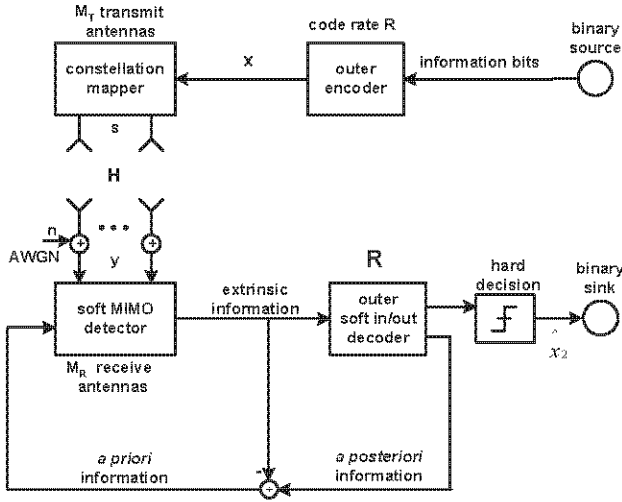 M_T transmit
antennas
code rate R
binary
source
constellation
mapper
x
outer
encoder
information bits
s
H
n
AWGN
y
R
extrinsic
information
hard
decision
binary
sink
soft MIMO
detector
outer
soft in/out
decoder
x̂_2
M_R receive
antennas
a priori
information
-
a posteriori
information